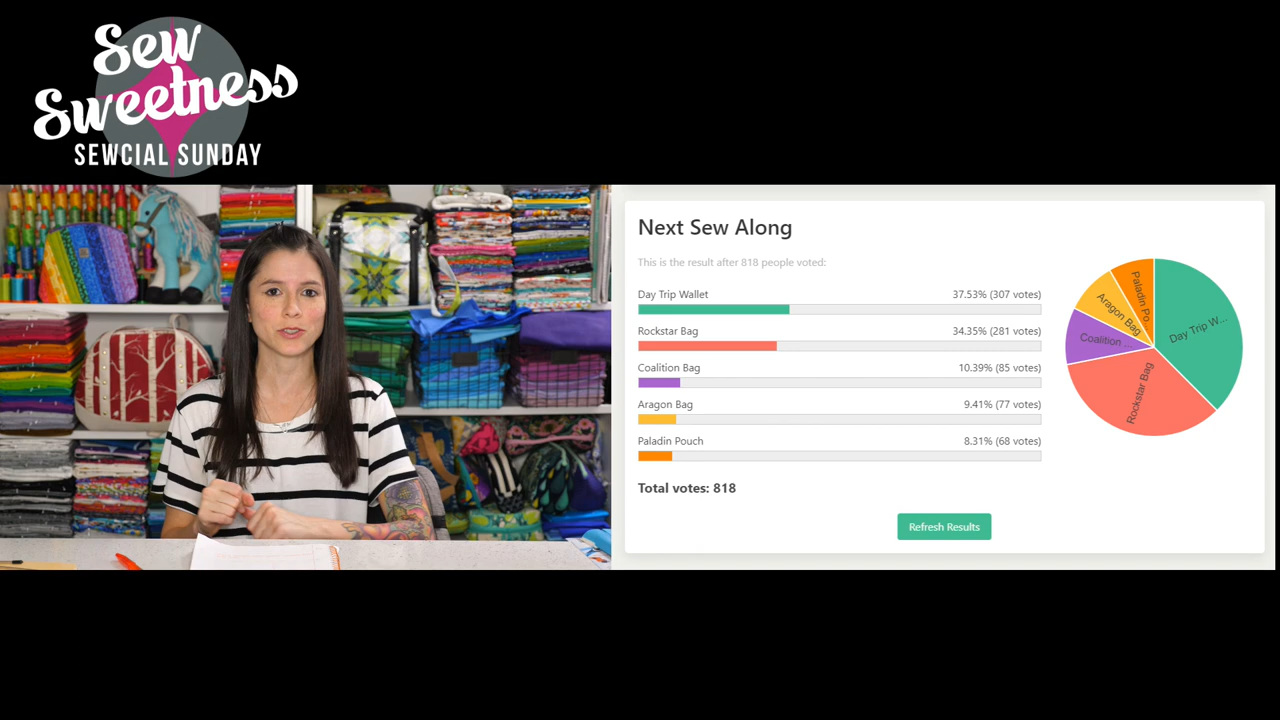 Sew
Sweetness
SEWCIAL SUNDAY
Next Sew Along
This is the result after 818 people voted:
Day Trip Wallet 37.53% (307 votes)
Rockstar Bag 34.35% (281 votes)
Coalition Bag 10.39% (85 votes)
Aragon Bag 9.41% (77 votes)
Paladin Pouch 8.31% (68 votes)
Total votes: 818
Refresh Results
Day Trip W...
Rockstar Bag
Coalition ...
Aragon Bag
Paladin Po